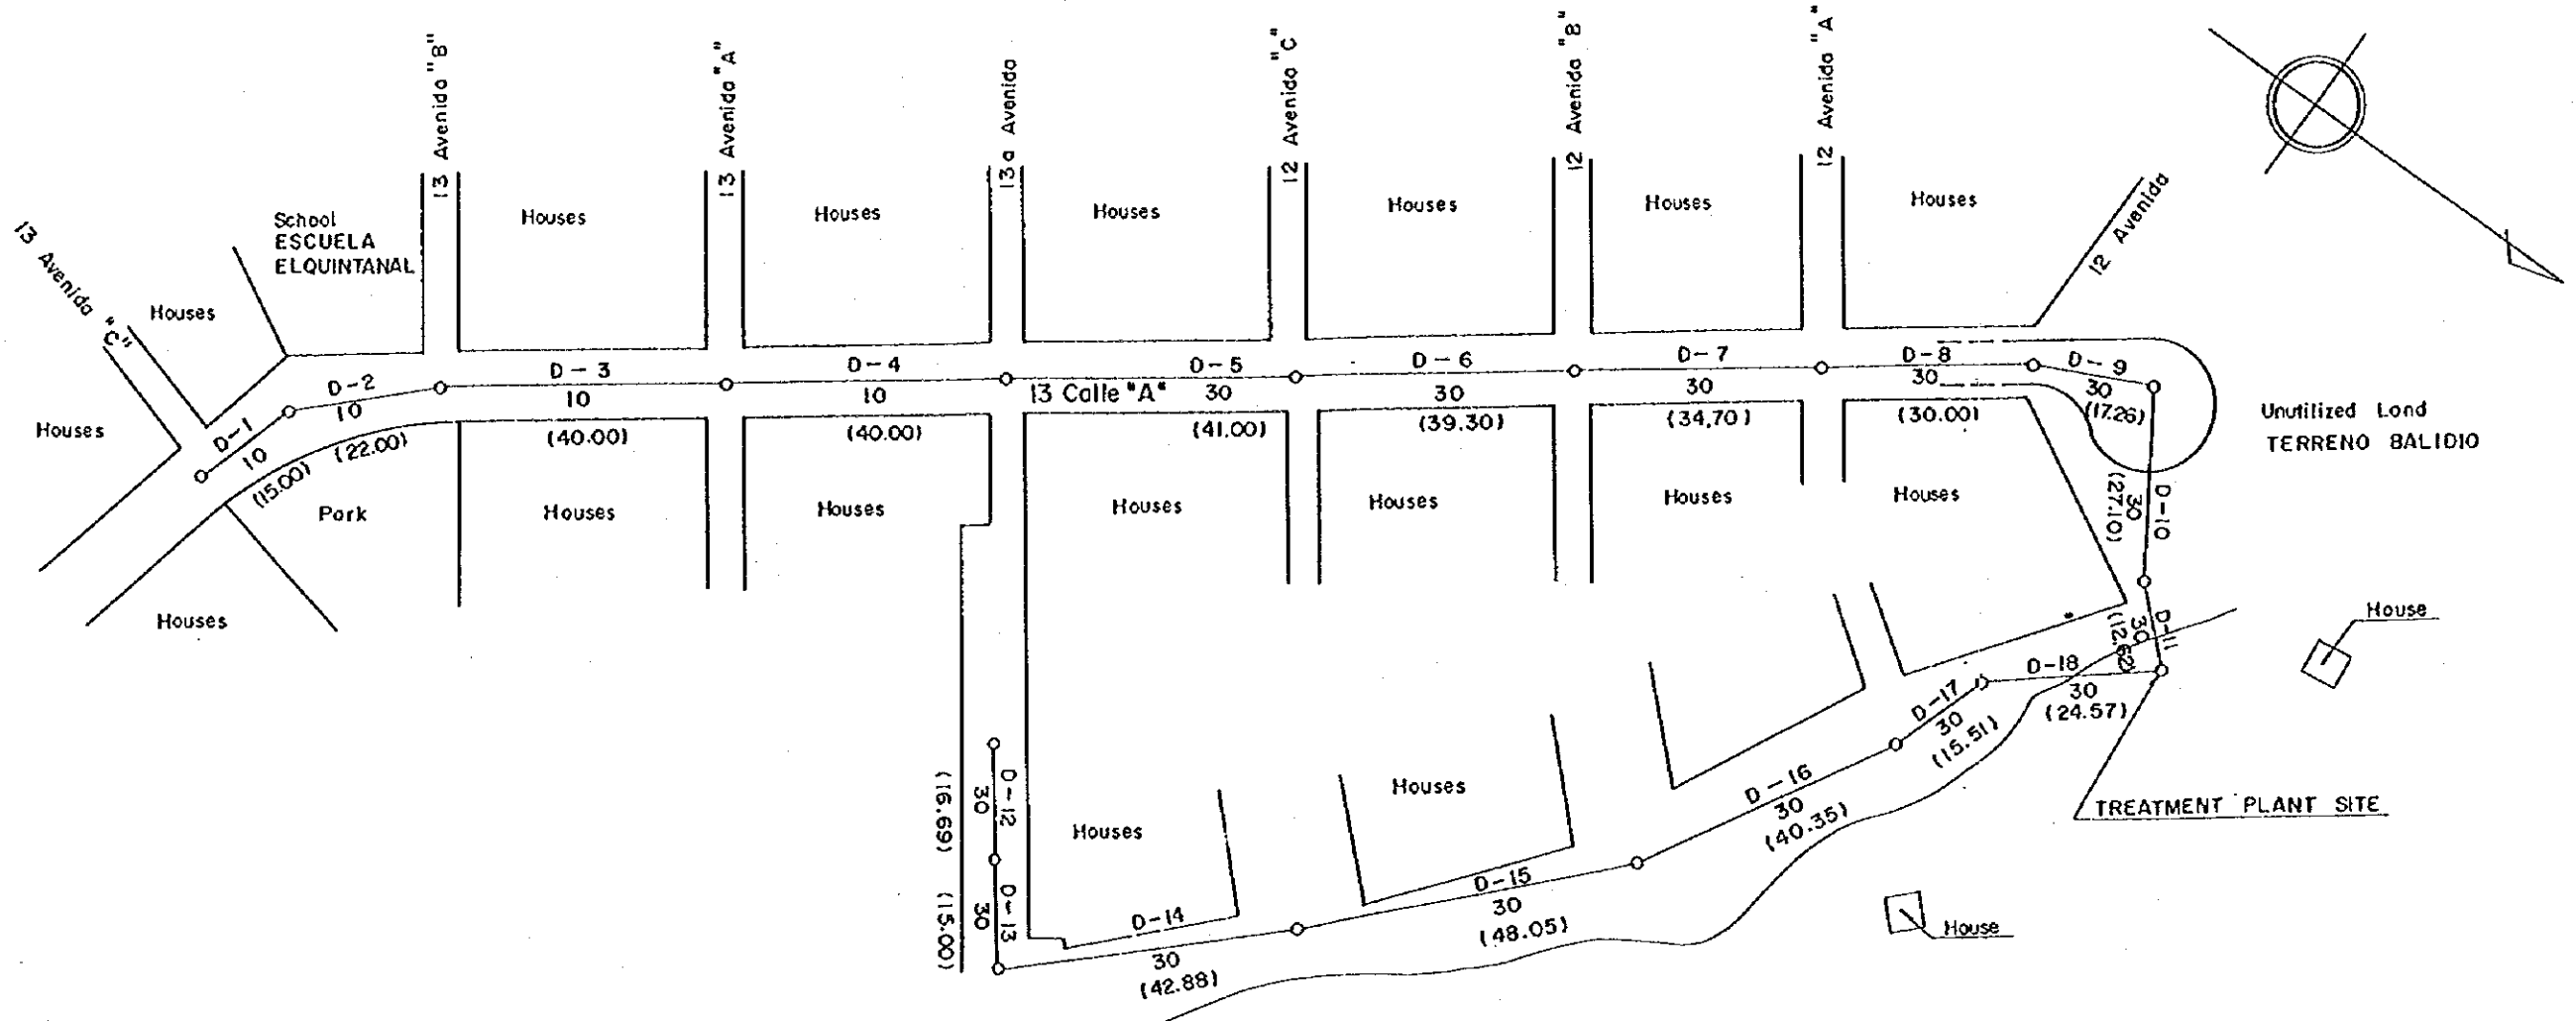 13 Avenida "B"
13 Avenida "A"
13a Avenida
12 Avenida "C"
12 Avenida "B"
12 Avenida "A"
12 Avenida
13 Avenida "C"
School
ESCUELA
ELQUINTANAL
Houses
Houses
Houses
Houses
Houses
Houses
Houses
Houses
D-1
10
(15.00)
D-2
10
(22.00)
D-3
10
(40.00)
D-4
10
(40.00)
13 Calle "A"
D-5
30
(41.00)
D-6
30
(39.30)
D-7
30
(34.70)
D-8
30
(30.00)
D-9
30
(17.26)
Unutilized Land
TERRENO BALIDIO
Houses
Park
Houses
Houses
Houses
Houses
Houses
Houses
Houses
D-10
30
(27.10)
D-11
30
(12.62)
House
D-18
30
(24.57)
D-17
30
(15.51)
D-16
30
(40.35)
TREATMENT PLANT SITE
D-12
30
(16.69)
D-13
30
(15.00)
Houses
Houses
D-14
30
(42.88)
D-15
30
(48.05)
House